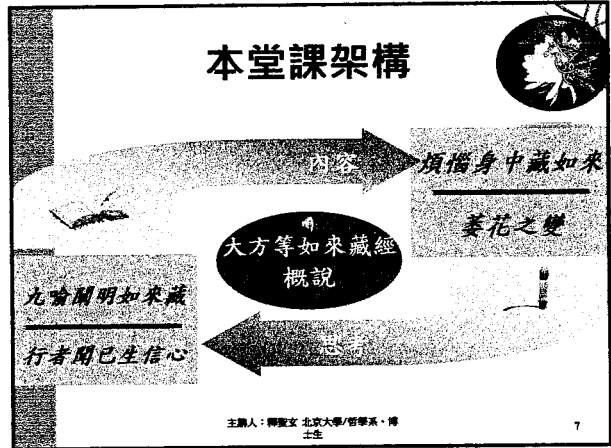 本堂課架構
內容
煩惱身中藏如來
萎花之變
大方等如來藏經
概說
九喻闡明如來藏
行者聞已生信心
思考
主講人：釋聖玄 北京大學/哲學系、博
士生
7